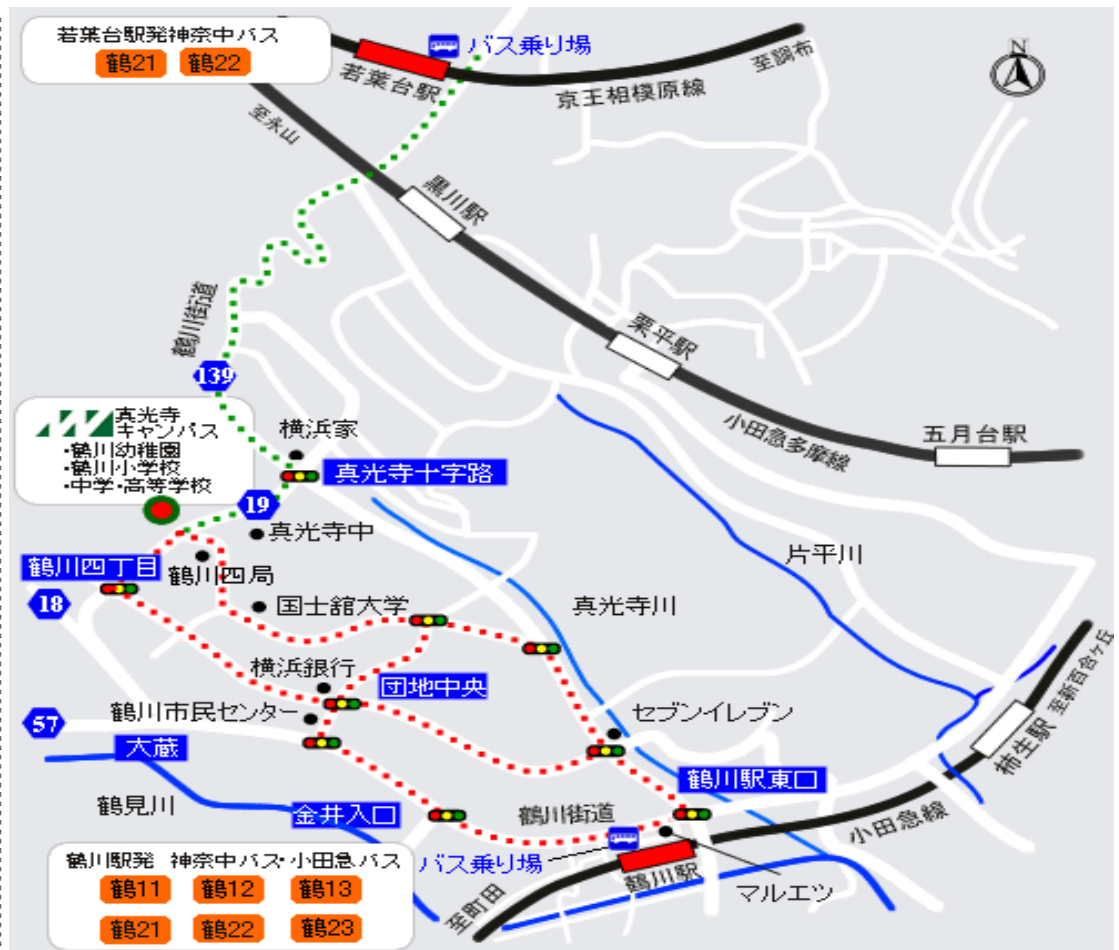 若葉台駅発神奈中バス
鶴21 鶴22
バス乗り場
若葉台駅
京王相模原線
至調布
N
至永山
黒川駅
鶴川街道
栗平駅
139
小田急多摩線
五月台駅
真光寺
キャンパス
・鶴川幼稚園
・鶴川小学校
・中学・高等学校
横浜家
真光寺十字路
19
真光寺中
鶴川四丁目
鶴川四局
片平川
18
国士舘大学
真光寺川
横浜銀行
団地中央
至新百合ヶ丘
57
鶴川市民センター
セブンイレブン
柿生駅
大蔵
鶴川駅東口
鶴見川
金井入口
鶴川街道
小田急線
鶴川駅発 神奈中バス・小田急バス
鶴11 鶴12 鶴13
鶴21 鶴22 鶴23
バス乗り場
鶴川駅
マルエツ
至町田